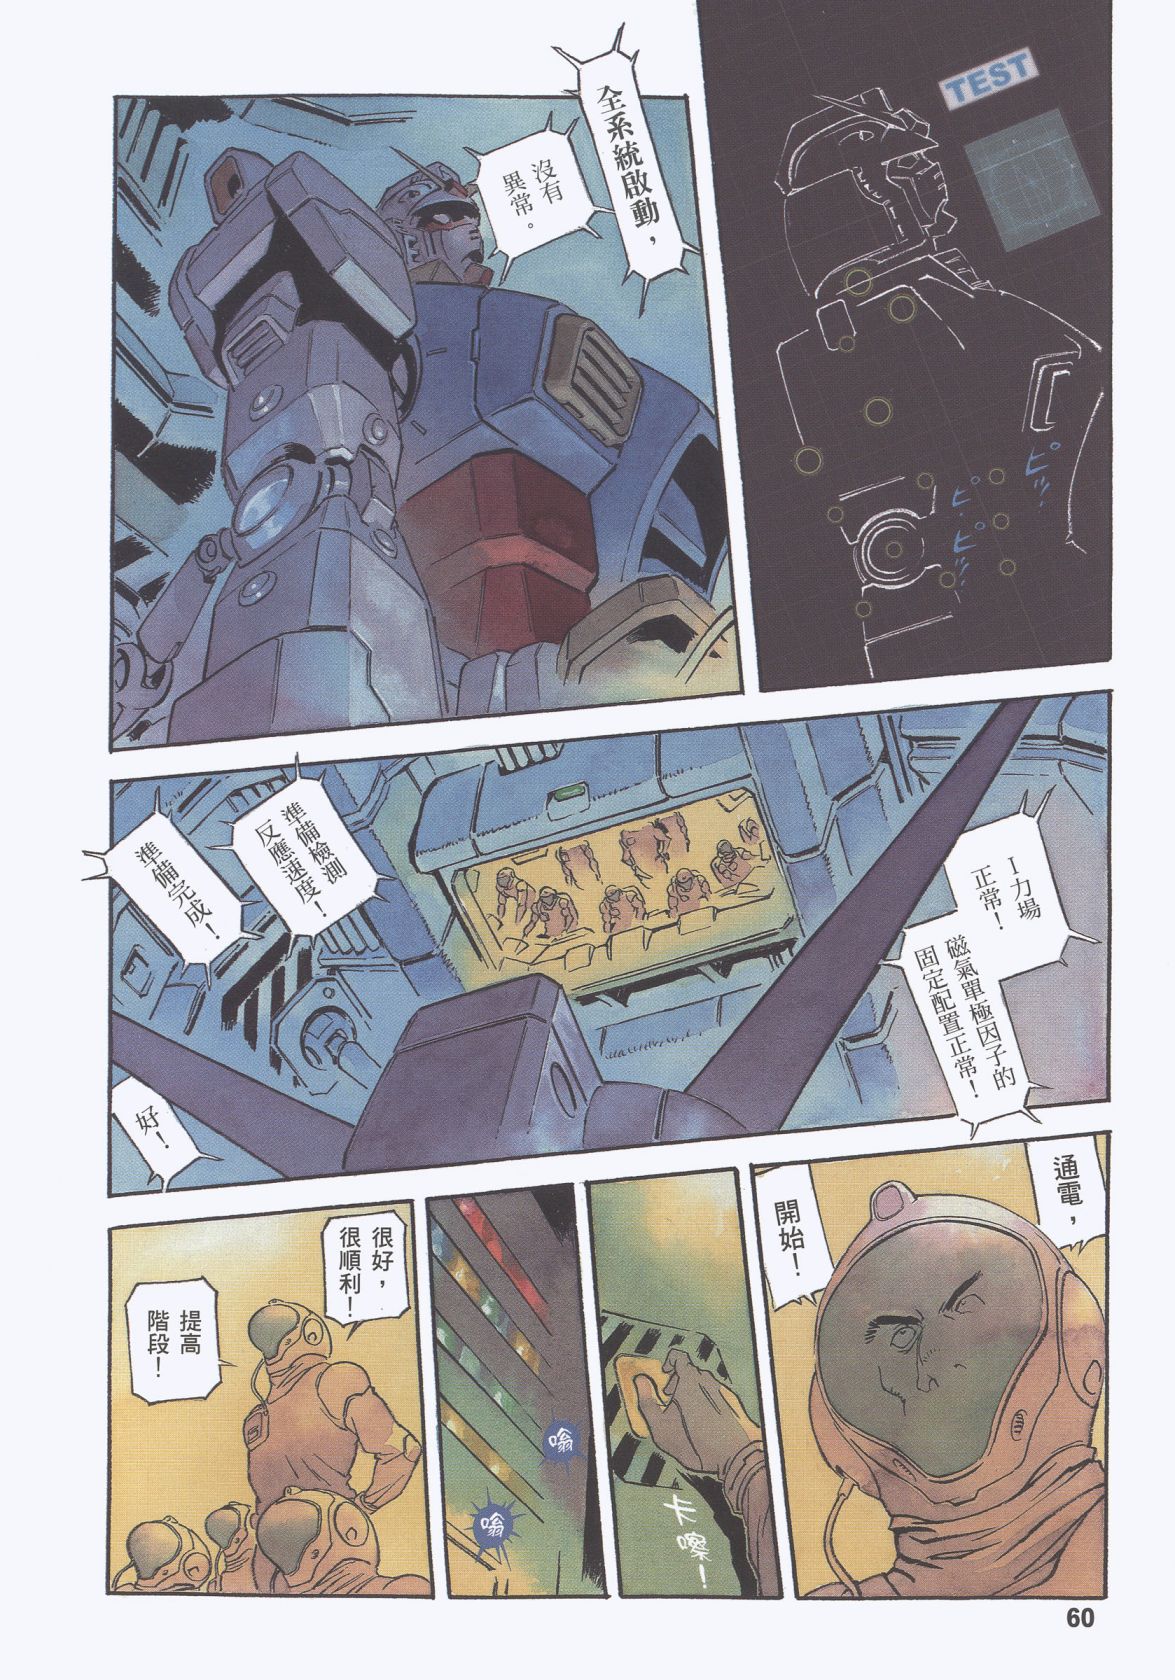 TEST
ピッ!
ピ・ピッ!!
全系統啟動，
沒有
異常。
I力場
正常！
磁氣單極因子的
固定配置正常！
準備檢測
反應速度！
準備完成！
好！
通電，
開始！
卡嚓！
嗡
嗡
很好，
很順利！
提高
階段！
60